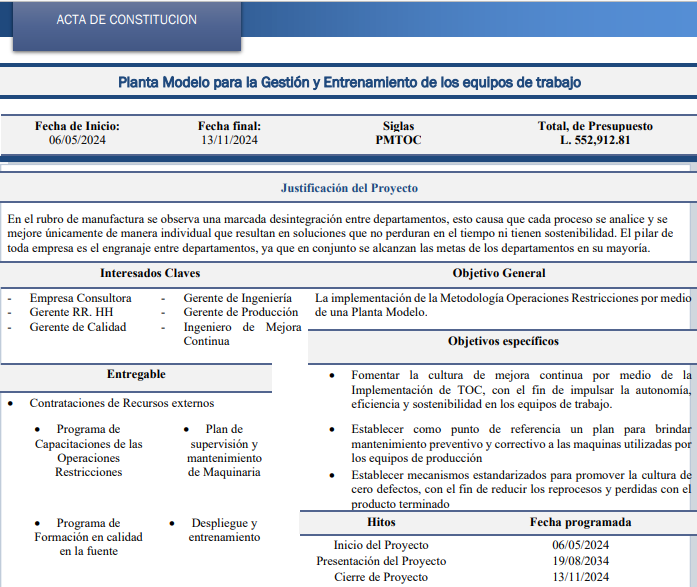 ACTA DE CONSTITUCION
Planta Modelo para la Gestión y Entrenamiento de los equipos de trabajo
Fecha de Inicio:
06/05/2024
Fecha final:
13/11/2024
Siglas
PMTOC
Total, de Presupuesto
L. 552,912.81
Justificación del Proyecto
En el rubro de manufactura se observa una marcada desintegración entre departamentos, esto causa que cada proceso se analice y se
mejore únicamente de manera individual que resultan en soluciones que no perduran en el tiempo ni tienen sostenibilidad. El pilar de
toda empresa es el engranaje entre departamentos, ya que en conjunto se alcanzan las metas de los departamentos en su mayoría.
Interesados Claves
- Empresa Consultora
- Gerente RR. HH
- Gerente de Calidad
- Gerente de Ingeniería
- Gerente de Producción
- Ingeniero de Mejora
Continua
Objetivo General
La implementación de la Metodología Operaciones Restricciones por medio
de una Planta Modelo.
Objetivos específicos
• Fomentar la cultura de mejora continua por medio de la
Implementación de TOC, con el fin de impulsar la autonomía,
eficiencia y sostenibilidad en los equipos de trabajo.
• Establecer como punto de referencia un plan para brindar
mantenimiento preventivo y correctivo a las maquinas utilizadas por
los equipos de producción
• Establecer mecanismos estandarizados para promover la cultura de
cero defectos, con el fin de reducir los reprocesos y perdidas con el
producto terminado
Entregable
• Contrataciones de Recursos externos
• Programa de
Capacitaciones de las
Operaciones
Restricciones
• Plan de
supervisión y
mantenimiento
de Maquinaria
• Programa de
Formación en calidad
en la fuente
• Despliegue y
entrenamiento
Hitos
Fecha programada
Inicio del Proyecto 06/05/2024
Presentación del Proyecto 19/08/2034
Cierre de Proyecto 13/11/2024